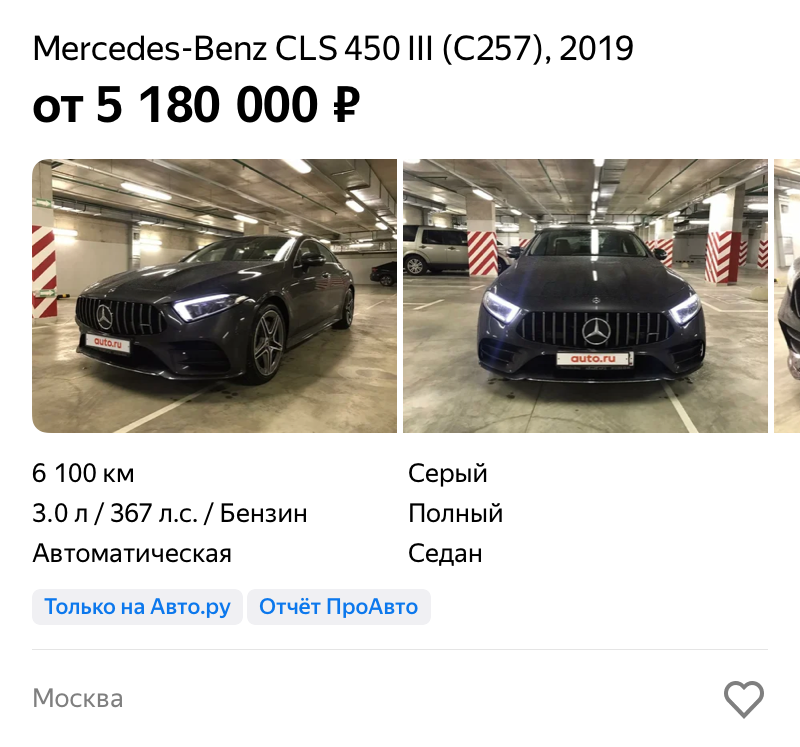 Mercedes-Benz CLS 450 III (C257), 2019
от 5 180 000 ₽
auto.ru
auto.ru
6 100 км
Серый
3.0 л / 367 л.с. / Бензин
Полный
Автоматическая
Седан
Только на Авто.ру
Отчёт ПроАвто
Москва